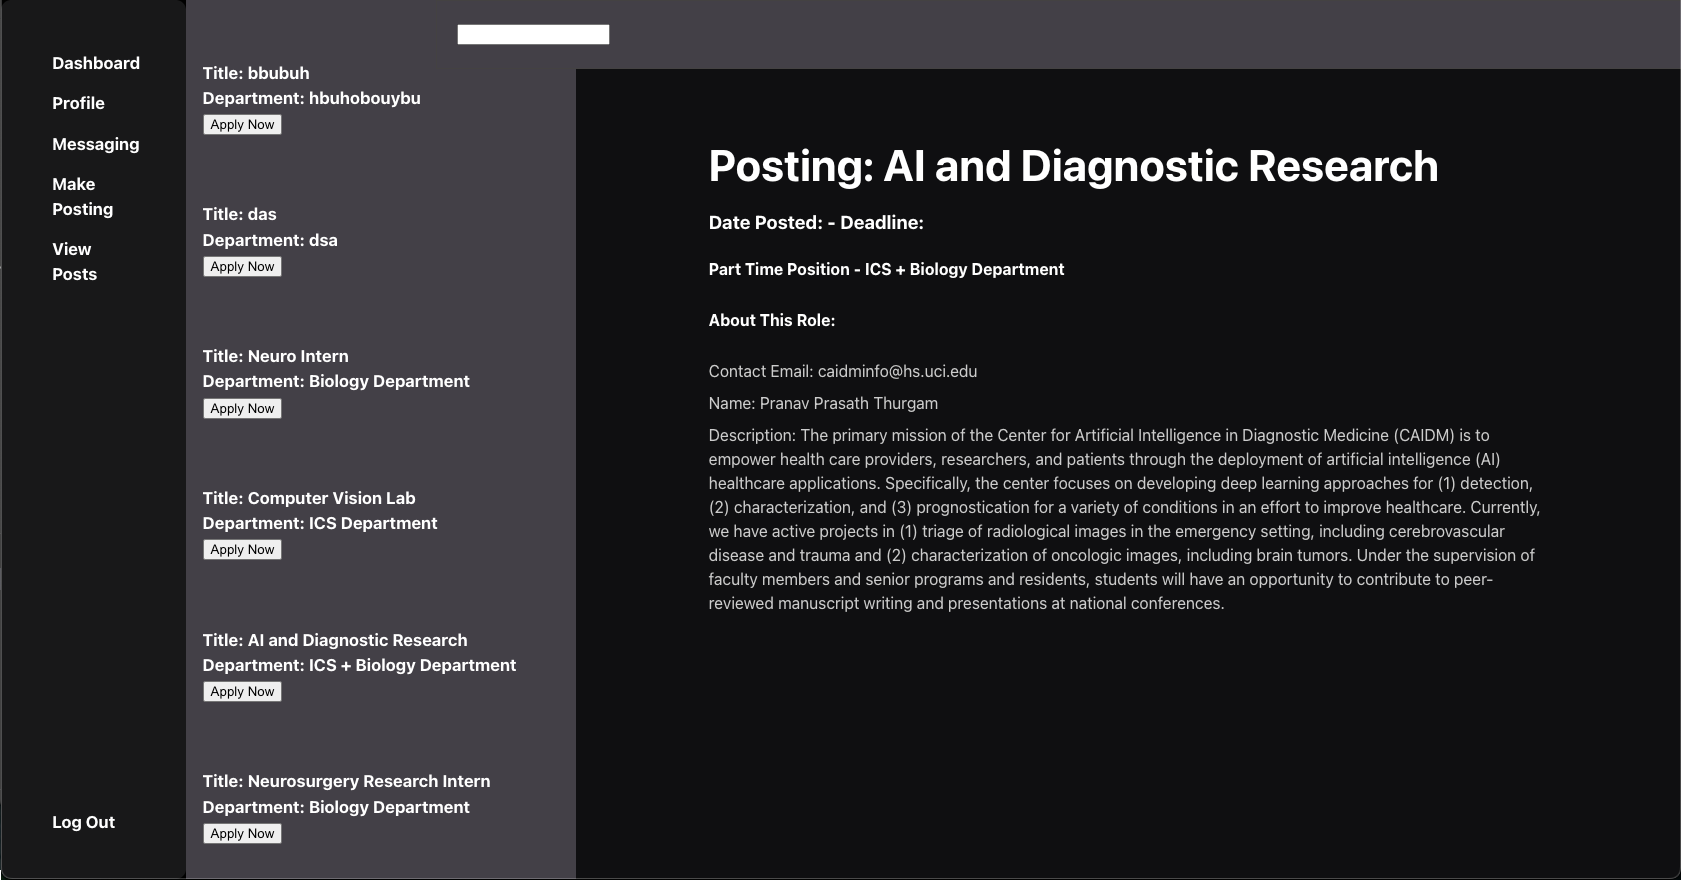 Dashboard
Profile
Messaging
Make
Posting
View
Posts
Log Out
Title: bbubuh
Department: hbuhobouybu
Apply Now
Title: das
Department: dsa
Apply Now
Title: Neuro Intern
Department: Biology Department
Apply Now
Title: Computer Vision Lab
Department: ICS Department
Apply Now
Title: AI and Diagnostic Research
Department: ICS + Biology Department
Apply Now
Title: Neurosurgery Research Intern
Department: Biology Department
Apply Now
Posting: AI and Diagnostic Research
Date Posted: - Deadline:
Part Time Position - ICS + Biology Department
About This Role:
Contact Email: caidminfo@hs.uci.edu
Name: Pranav Prasath Thurgam
Description: The primary mission of the Center for Artificial Intelligence in Diagnostic Medicine (CAIDM) is to
empower health care providers, researchers, and patients through the deployment of artificial intelligence (AI)
healthcare applications. Specifically, the center focuses on developing deep learning approaches for (1) detection,
(2) characterization, and (3) prognostication for a variety of conditions in an effort to improve healthcare. Currently,
we have active projects in (1) triage of radiological images in the emergency setting, including cerebrovascular
disease and trauma and (2) characterization of oncologic images, including brain tumors. Under the supervision of
faculty members and senior programs and residents, students will have an opportunity to contribute to peer-
reviewed manuscript writing and presentations at national conferences.